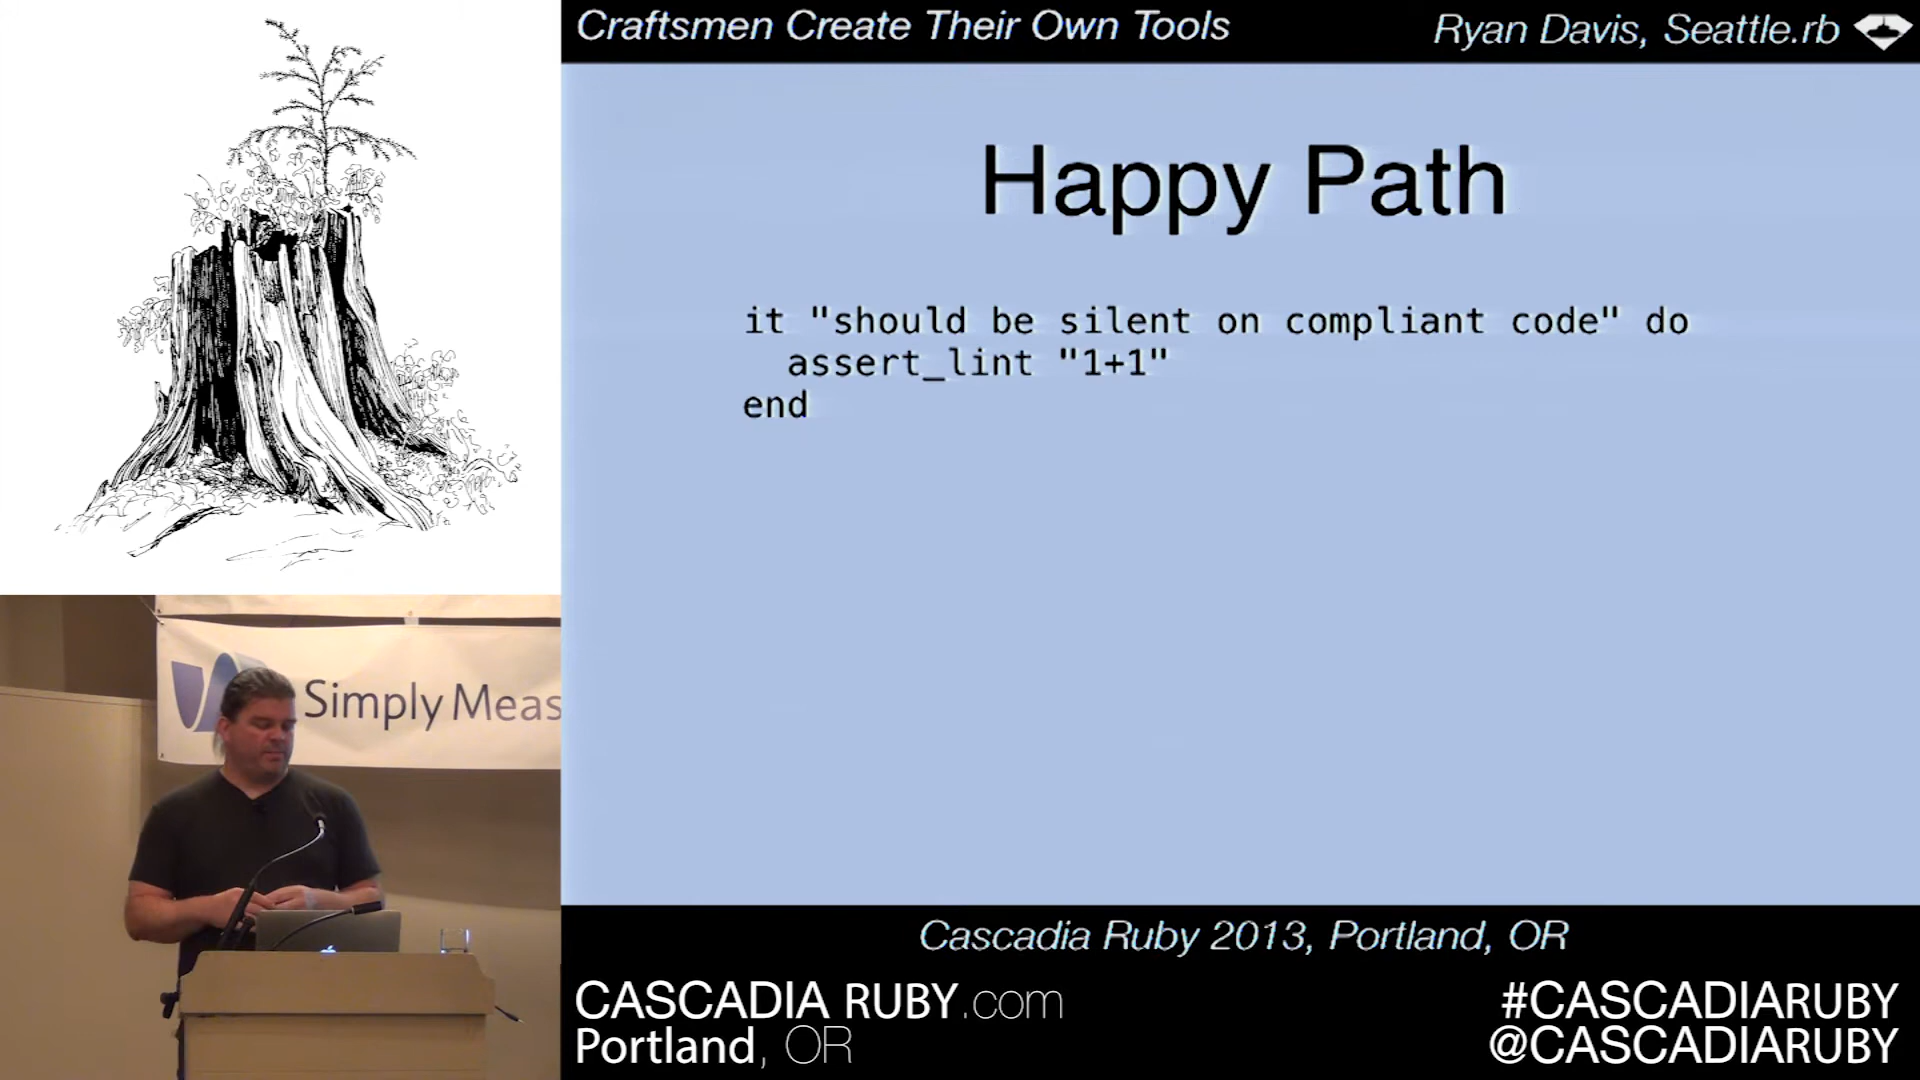 Craftsmen Create Their Own Tools
Ryan Davis, Seattle.rb
Happy Path
it "should be silent on compliant code" do
assert_lint "1+1"
end
Simply Meas
Cascadia Ruby 2013, Portland, OR
CASCADIA RUBY.com
Portland, OR
#CASCADIARUBY
@CASCADIARUBY